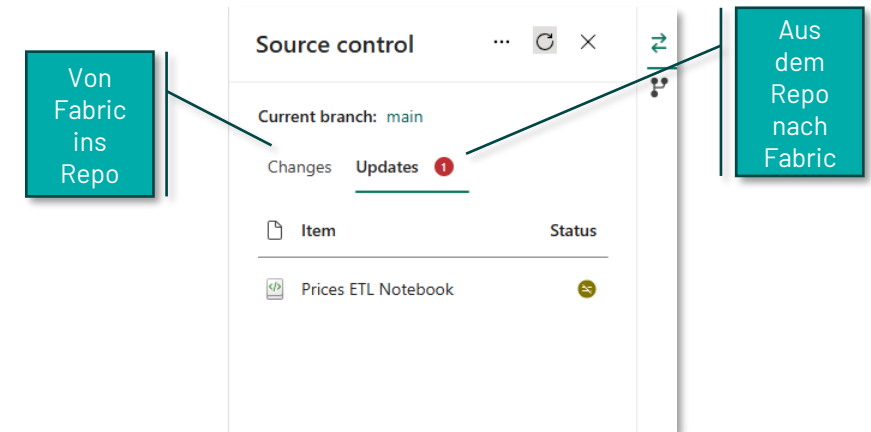 Von
Fabric
ins
Repo
Source control
Current branch: main
Changes Updates 1
Item Status
Prices ETL Notebook
Aus
dem
Repo
nach
Fabric